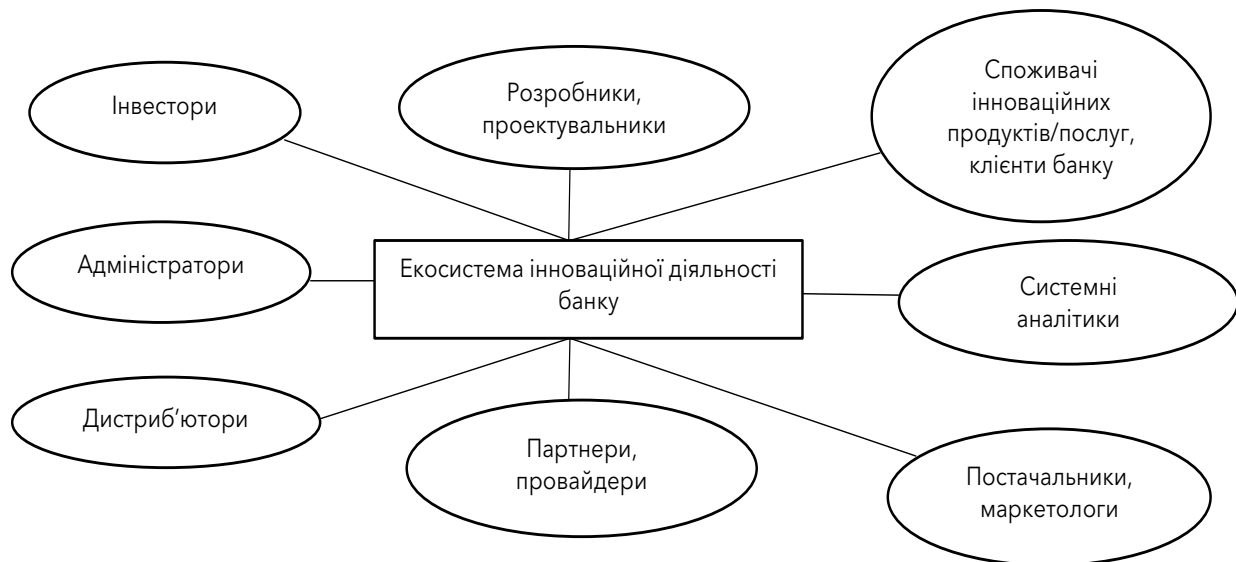 Інвестори
Розробники,
проектувальники
Споживачі
інноваційних
продуктів/послуг,
клієнти банку
Адміністратори
Екосистема інноваційної діяльності
банку
Системні
аналітики
Дистриб’ютори
Партнери,
провайдери
Постачальники,
маркетологи